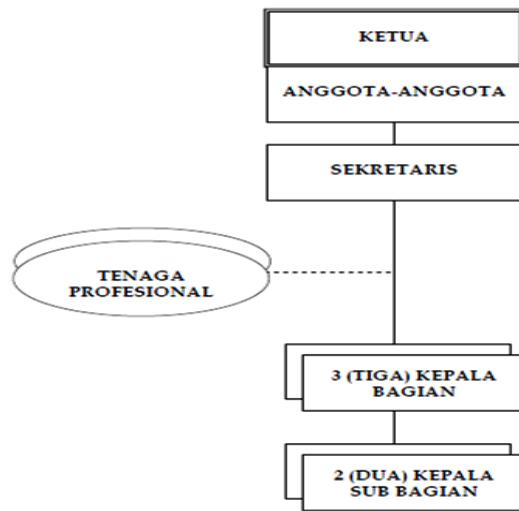 KETUA
ANGGOTA-ANGGOTA
SEKRETARIS
TENAGA
PROFESIONAL
3 (TIGA) KEPALA
BAGIAN
2 (DUA) KEPALA
SUB BAGIAN